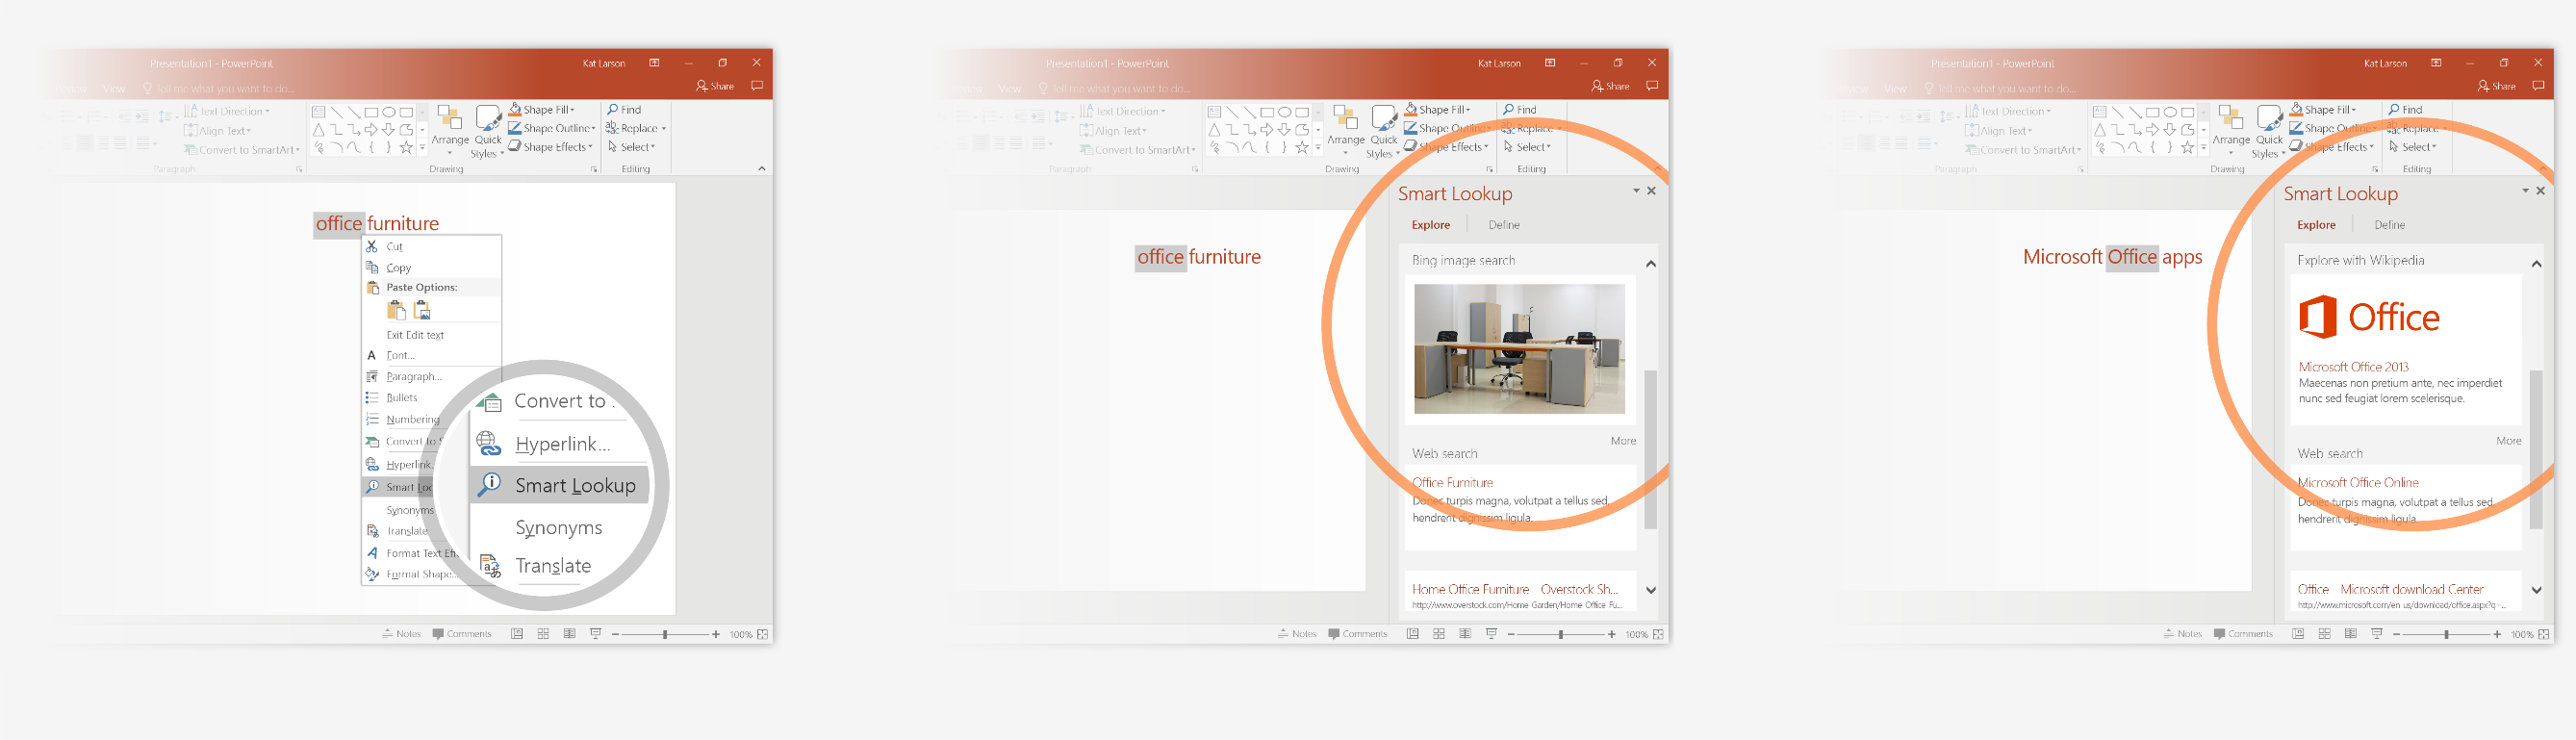 Presentation1 - PowerPoint
Kat Larson
View
Tell me what you want to do...
Share
Text Direction
Align Text
Convert to SmartArt
Paragraph
Arrange
Quick Styles
Shape Fill
Shape Outline
Shape Effects
Drawing
Find
Replace
Select
Editing
office furniture
Cut
Copy
Paste Options:
Exit Edit text
Font...
Paragraph...
Bullets
Numbering
Convert to S
Hyperlink
Smart Loo
Synonyms
Translate
Format Text Eff
Format Shape...
Convert to .
Hyperlink...
Smart Lookup
Synonyms
Translate
Notes
Comments
100%
Presentation1 - PowerPoint
Kat Larson
View
Tell me what you want to do...
Share
Text Direction
Align Text
Convert to SmartArt
Paragraph
Arrange
Quick Styles
Shape Fill
Shape Outline
Shape Effects
Drawing
Find
Replace
Select
Editing
office furniture
Smart Lookup
Explore
Define
Bing image search
More
Web search
Office Furniture
Donec turpis magna, volutpat a tellus sed,
hendrerit dignissim ligula.
Home Office Furniture Overstock Sh...
http://www.overstock.com/Home Garden/Home Office Fu...
Notes
Comments
100%
Presentation1 - PowerPoint
Kat Larson
View
Tell me what you want to do...
Share
Text Direction
Align Text
Convert to SmartArt
Paragraph
Arrange
Quick Styles
Shape Fill
Shape Outline
Shape Effects
Drawing
Find
Replace
Select
Editing
Microsoft Office apps
Smart Lookup
Explore
Define
Explore with Wikipedia
Office
Microsoft Office 2013
Maecenas non pretium ante, nec imperdiet
nunc sed feugiat lorem scelerisque.
More
Web search
Microsoft Office Online
Donec turpis magna, volutpat a tellus sed,
hendrerit dignissim ligula.
Office Microsoft download Center
http://www.microsoft.com/en us/download/office.aspx?q=...
Notes
Comments
100%